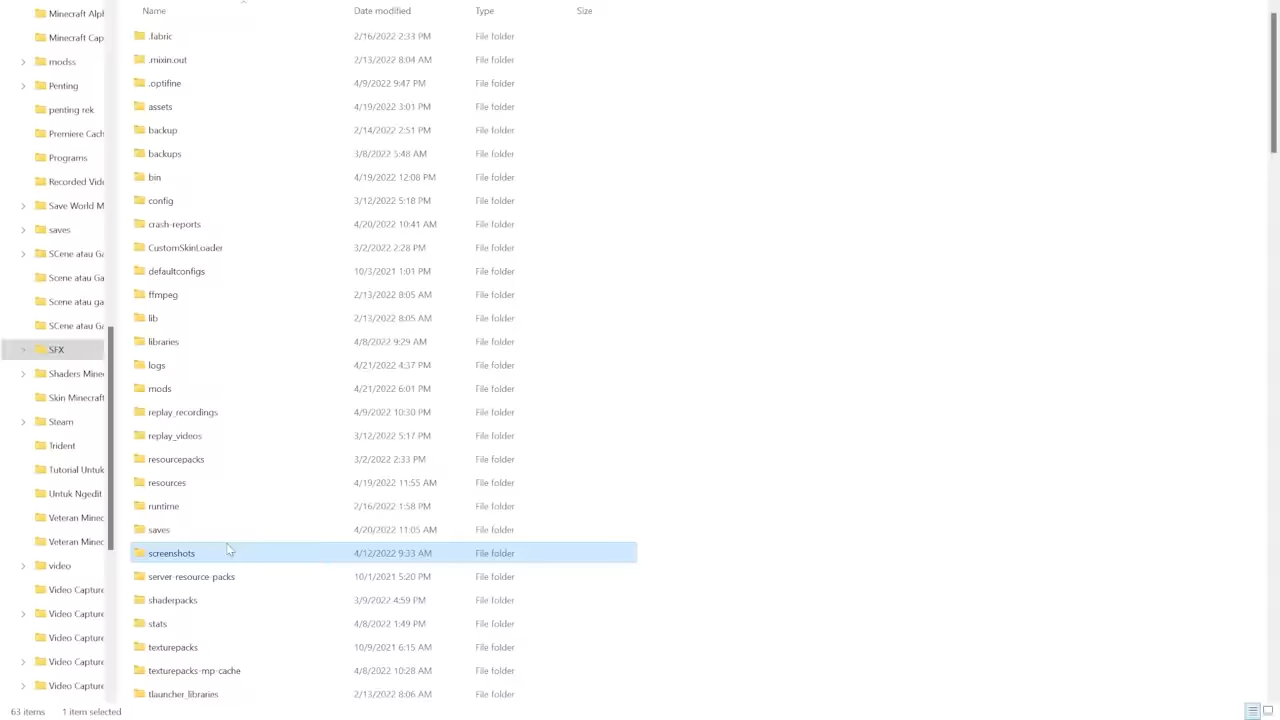 Name Date modified Type Size
Minecraft Alph
Minecraft Cap
modss
Penting
penting rek
Premiere Cach
Programs
Recorded Vide
Save World M
saves
SCene atau Ga
Scene atau Ga
Scene atau ga
SCene atau Ga
SFX
Shaders Minec
Skin Minecraft
Steam
Trident
Tutorial Untuk
Untuk Ngedit
Veteran Minec
Veteran Minec
video
Video Capture
Video Capture
Video Capture
Video Capture
Video Capture
.fabric 2/16/2022 2:33 PM File folder
.mixin.out 2/13/2022 8:04 AM File folder
.optifine 4/9/2022 9:47 PM File folder
assets 4/19/2022 3:01 PM File folder
backup 2/14/2022 2:51 PM File folder
backups 3/8/2022 5:48 AM File folder
bin 4/19/2022 12:08 PM File folder
config 3/12/2022 5:18 PM File folder
crash-reports 4/20/2022 10:41 AM File folder
CustomSkinLoader 3/2/2022 2:28 PM File folder
defaultconfigs 10/3/2021 1:01 PM File folder
ffmpeg 2/13/2022 8:05 AM File folder
lib 2/13/2022 8:05 AM File folder
libraries 4/8/2022 9:29 AM File folder
logs 4/21/2022 4:37 PM File folder
mods 4/21/2022 6:01 PM File folder
replay_recordings 4/9/2022 10:30 PM File folder
replay_videos 3/12/2022 5:17 PM File folder
resourcepacks 3/2/2022 2:33 PM File folder
resources 4/19/2022 11:55 AM File folder
runtime 2/16/2022 1:58 PM File folder
saves 4/20/2022 11:05 AM File folder
screenshots 4/12/2022 9:33 AM File folder
server-resource-packs 10/1/2021 5:20 PM File folder
shaderpacks 3/9/2022 4:59 PM File folder
stats 4/8/2022 1:49 PM File folder
texturepacks 10/9/2021 6:15 AM File folder
texturepacks-mp-cache 4/8/2022 10:28 AM File folder
tlauncher_libraries 2/13/2022 8:06 AM File folder
63 items 1 item selected